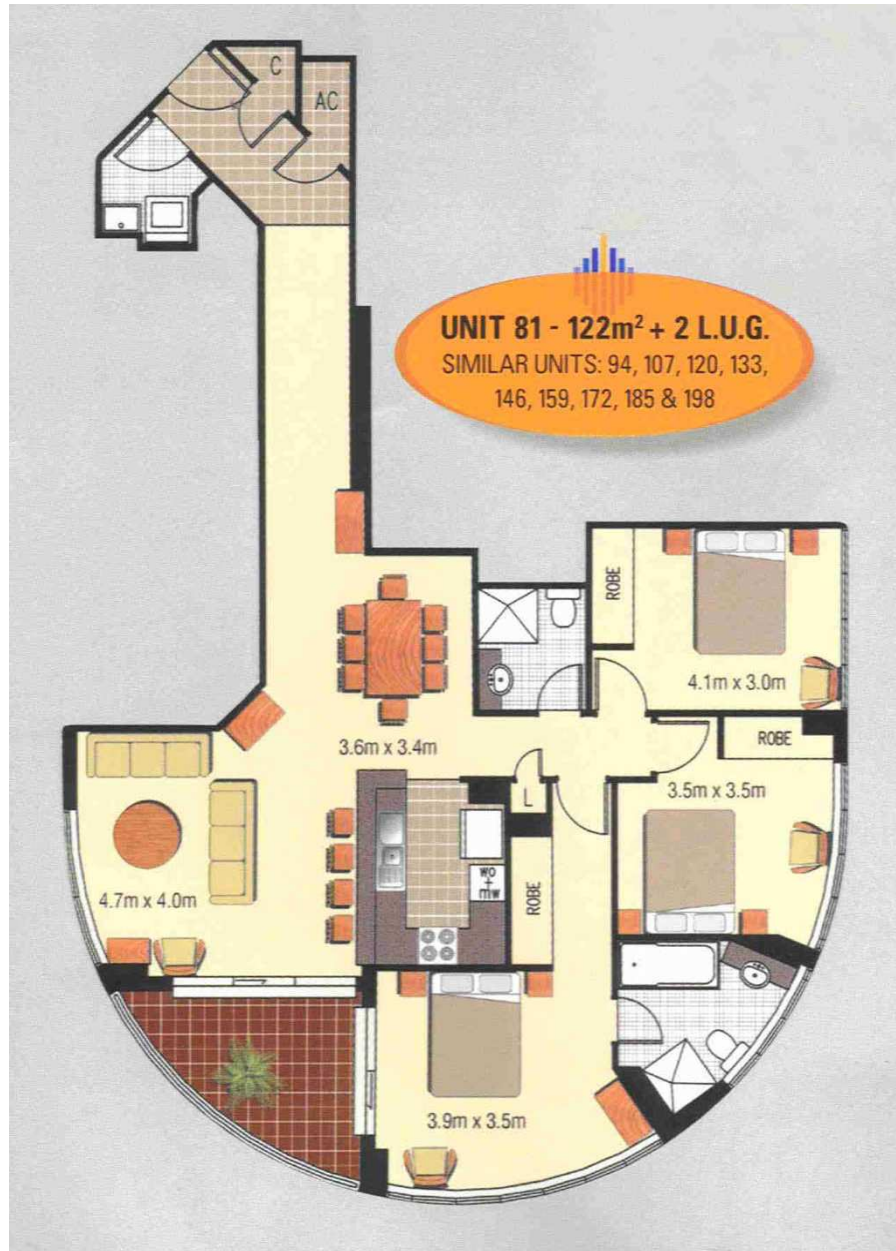 C
AC
UNIT 81 - 122m² + 2 L.U.G.
SIMILAR UNITS: 94, 107, 120, 133,
146, 159, 172, 185 & 198
ROBE
4.1m x 3.0m
3.6m x 3.4m
ROBE
3.5m x 3.5m
L
wo
+
mw
ROBE
4.7m x 4.0m
3.9m x 3.5m